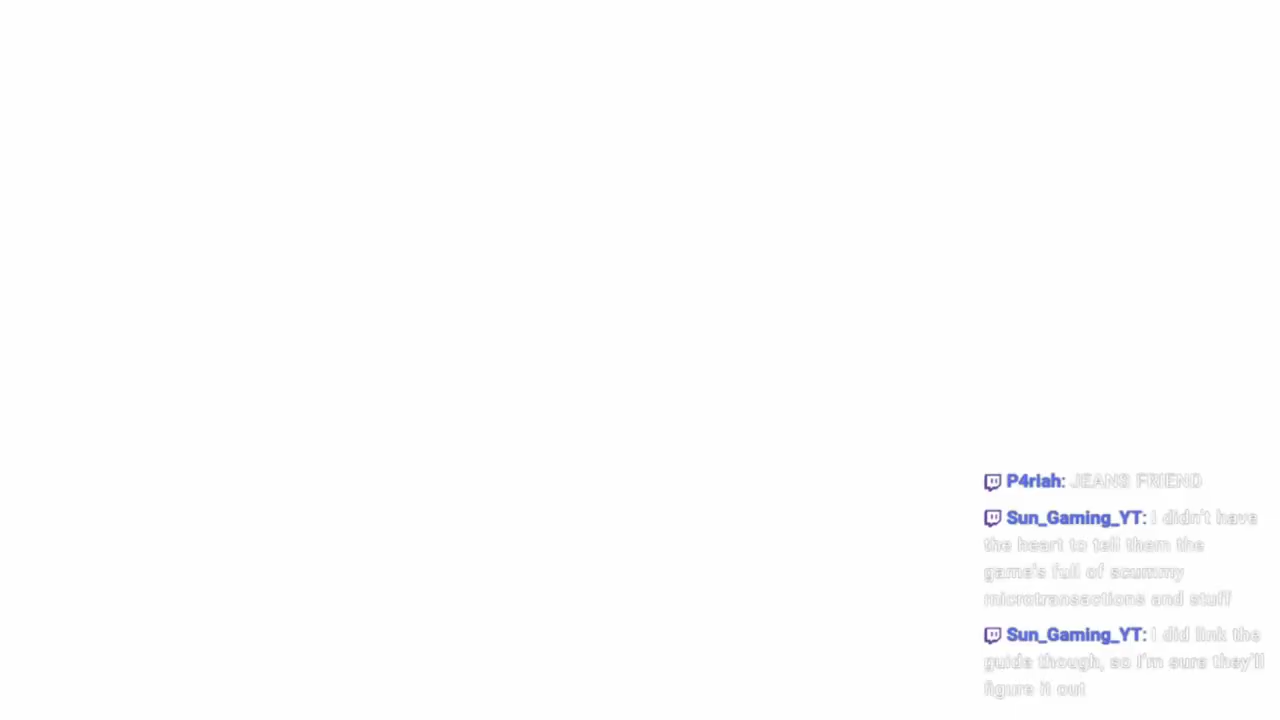 P4riah: JEANS FRIEND
Sun_Gaming_YT: I didn't have
the heart to tell them the
game's full of scummy
microtransactions and stuff
Sun_Gaming_YT: I did link the
guide though, so I'm sure they'll
figure it out